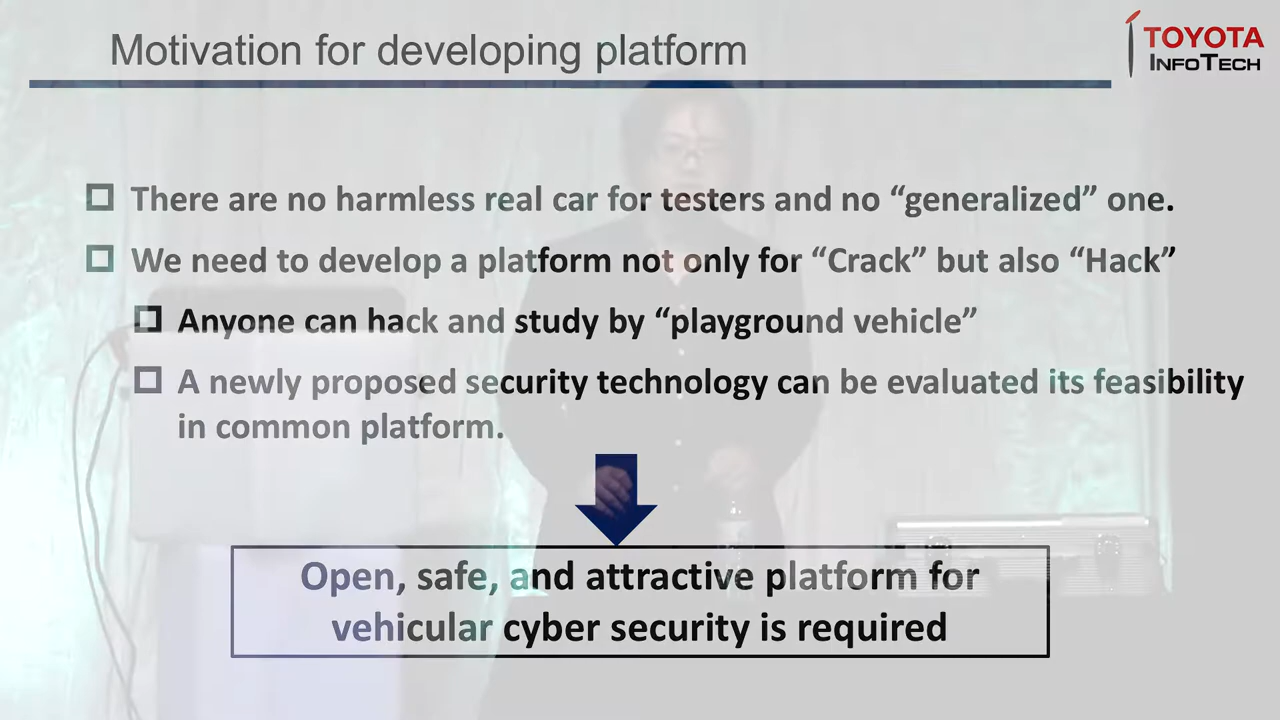 Motivation for developing platform
TOYOTA
INFOTECH
There are no harmless real car for testers and no “generalized” one.
We need to develop a platform not only for “Crack” but also “Hack”
Anyone can hack and study by “playground vehicle”
A newly proposed security technology can be evaluated its feasibility
in common platform.
Open, safe, and attractive platform for
vehicular cyber security is required